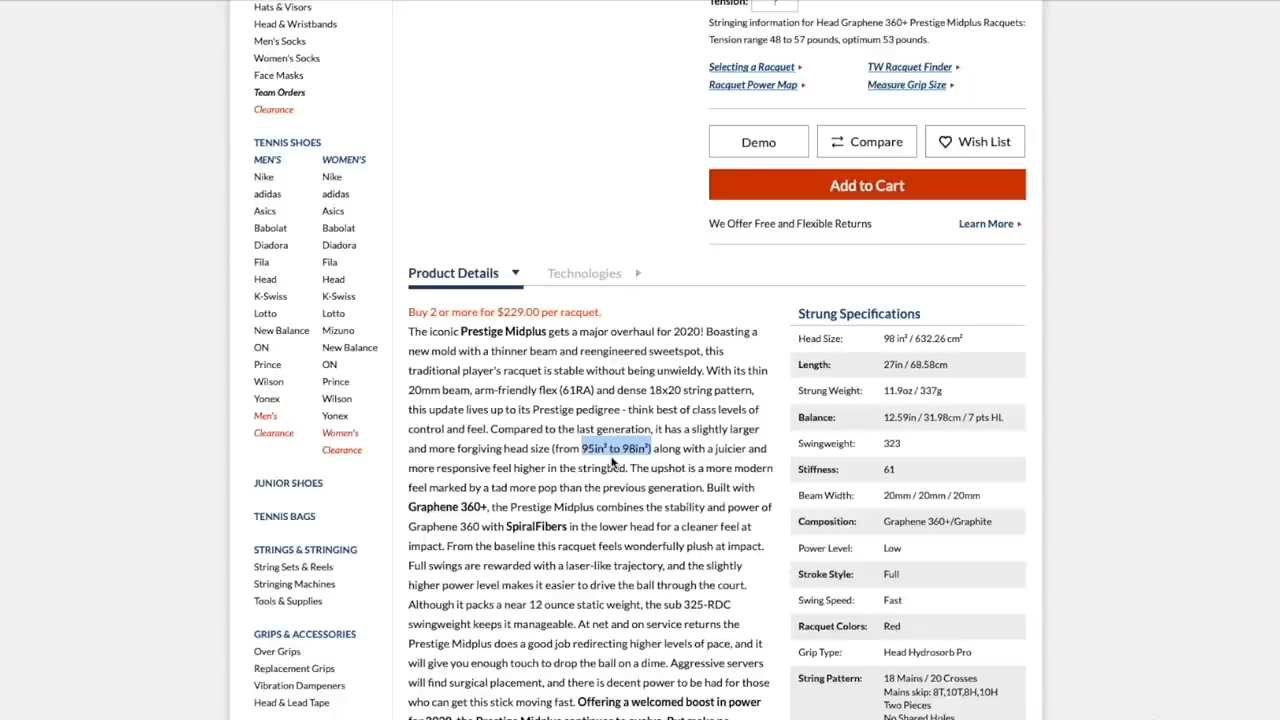 Hats & Visors
Head & Wristbands
Men's Socks
Women's Socks
Face Masks
Team Orders
Clearance
TENNIS SHOES
MEN'S WOMEN'S
Nike Nike
adidas adidas
Asics Asics
Babolat Babolat
Diadora Diadora
Fila Fila
Head Head
K-Swiss K-Swiss
Lotto Lotto
New Balance Mizuno
ON New Balance
Prince ON
Wilson Prince
Yonex Wilson
Men's Yonex
Clearance Women's
Clearance
JUNIOR SHOES
TENNIS BAGS
STRINGS & STRINGING
String Sets & Reels
Stringing Machines
Tools & Supplies
GRIPS & ACCESSORIES
Over Grips
Replacement Grips
Vibration Dampeners
Head & Lead Tape
Tension: ?
Stringing information for Head Graphene 360+ Prestige Midplus Racquets:
Tension range 48 to 57 pounds, optimum 53 pounds.
Selecting a Racquet TW Racquet Finder
Racquet Power Map Measure Grip Size
Demo Compare Wish List
Add to Cart
We Offer Free and Flexible Returns Learn More
Product Details Technologies
Buy 2 or more for $229.00 per racquet.
The iconic Prestige Midplus gets a major overhaul for 2020! Boasting a
new mold with a thinner beam and reengineered sweetspot, this
traditional player's racquet is stable without being unwieldy. With its thin
20mm beam, arm-friendly flex (61RA) and dense 18x20 string pattern,
this update lives up to its Prestige pedigree - think best of class levels of
control and feel. Compared to the last generation, it has a slightly larger
and more forgiving head size (from 95in² to 98in²) along with a juicier and
more responsive feel higher in the stringbed. The upshot is a more modern
feel marked by a tad more pop than the previous generation. Built with
Graphene 360+, the Prestige Midplus combines the stability and power of
Graphene 360 with SpiralFibers in the lower head for a cleaner feel at
impact. From the baseline this racquet feels wonderfully plush at impact.
Full swings are rewarded with a laser-like trajectory, and the slightly
higher power level makes it easier to drive the ball through the court.
Although it packs a near 12 ounce static weight, the sub 325-RDC
swingweight keeps it manageable. At net and on service returns the
Prestige Midplus does a good job redirecting higher levels of pace, and it
will give you enough touch to drop the ball on a dime. Aggressive servers
will find surgical placement, and there is decent power to be had for those
who can get this stick moving fast. Offering a welcomed boost in power
for 2020, the Prestige Midplus continues to evolve. But make no
Strung Specifications
Head Size: 98 in² / 632.26 cm²
Length: 27in / 68.58cm
Strung Weight: 11.9oz / 337g
Balance: 12.59in / 31.98cm / 7 pts HL
Swingweight: 323
Stiffness: 61
Beam Width: 20mm / 20mm / 20mm
Composition: Graphene 360+/Graphite
Power Level: Low
Stroke Style: Full
Swing Speed: Fast
Racquet Colors: Red
Grip Type: Head Hydrosorb Pro
String Pattern: 18 Mains / 20 Crosses
Mains skip: 8T,10T,8H,10H
Two Pieces
No Shared Holes